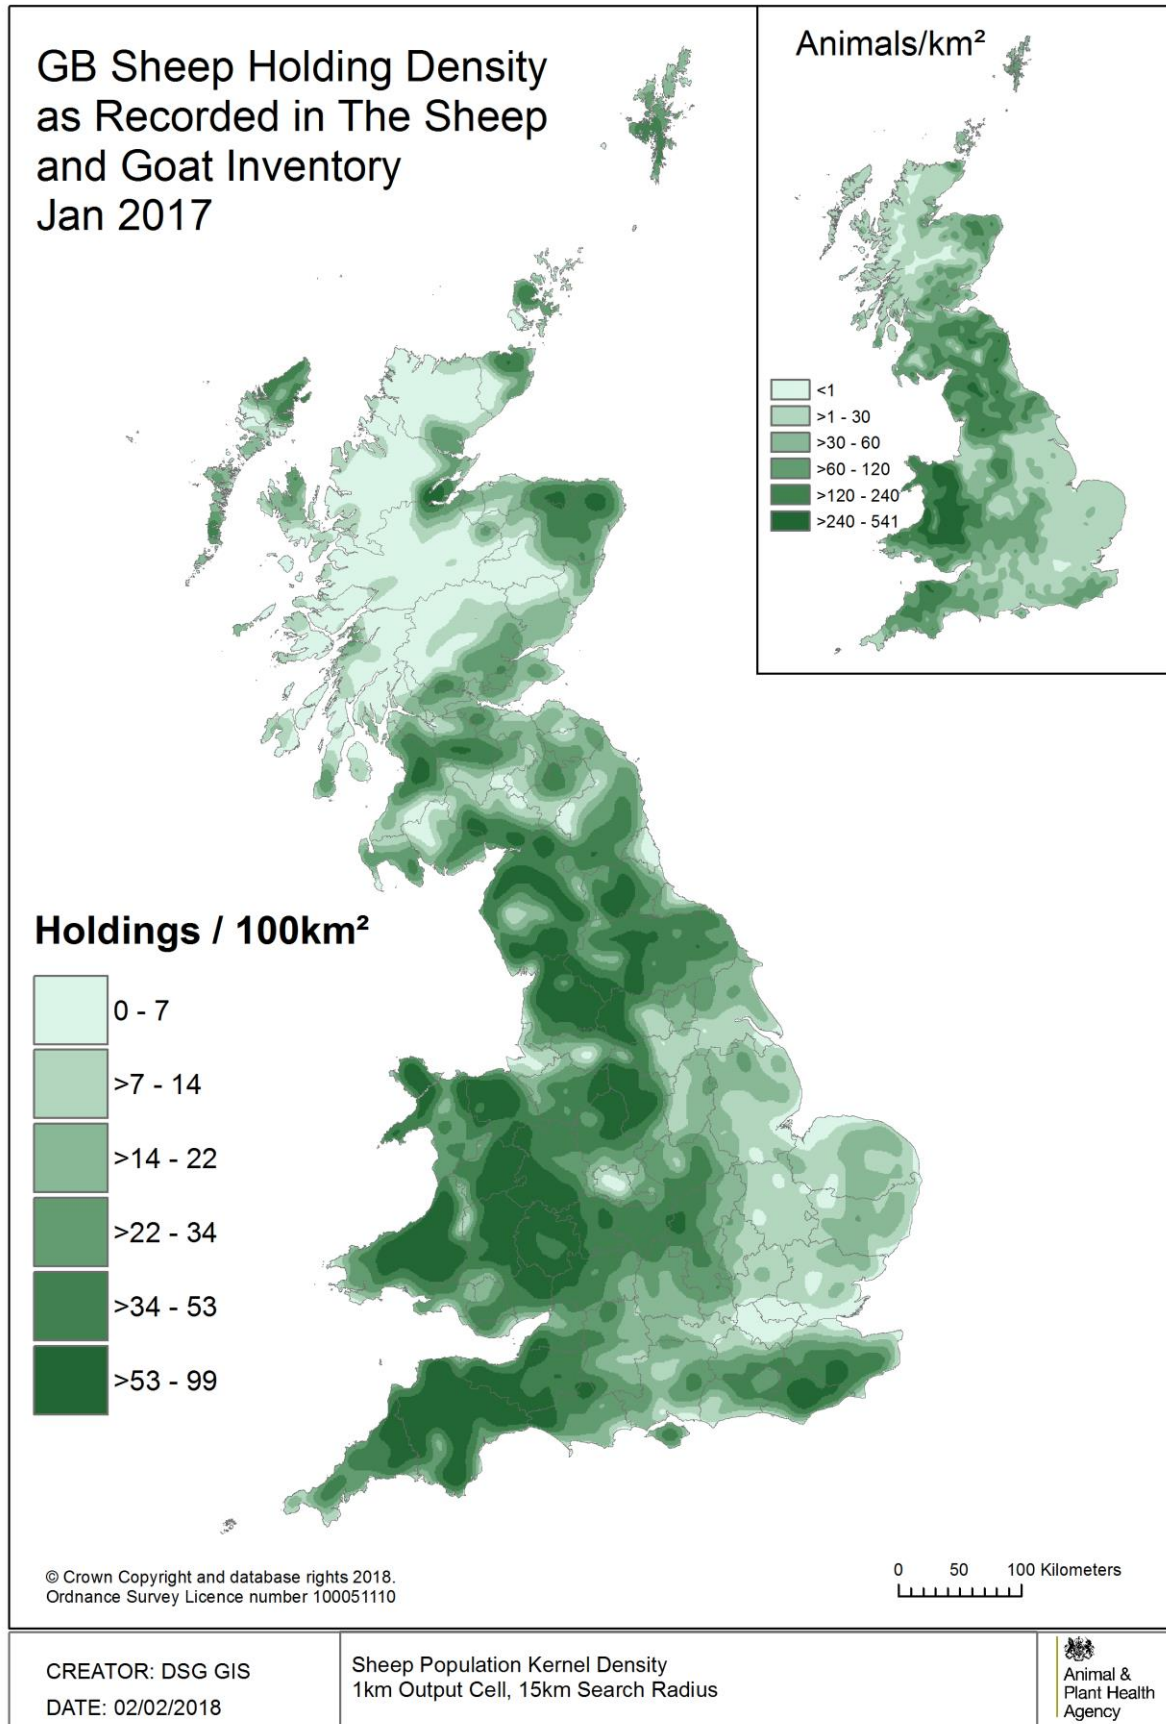 GB Sheep Holding Density
as Recorded in The Sheep
and Goat Inventory
Jan 2017
Animals/km²
<1
>1 - 30
>30 - 60
>60 - 120
>120 - 240
>240 - 541
Holdings / 100km²
0 - 7
>7 - 14
>14 - 22
>22 - 34
>34 - 53
>53 - 99
© Crown Copyright and database rights 2018.
Ordnance Survey Licence number 100051110
0 50 100 Kilometers
CREATOR: DSG GIS
DATE: 02/02/2018
Sheep Population Kernel Density
1km Output Cell, 15km Search Radius
Animal &
Plant Health
Agency